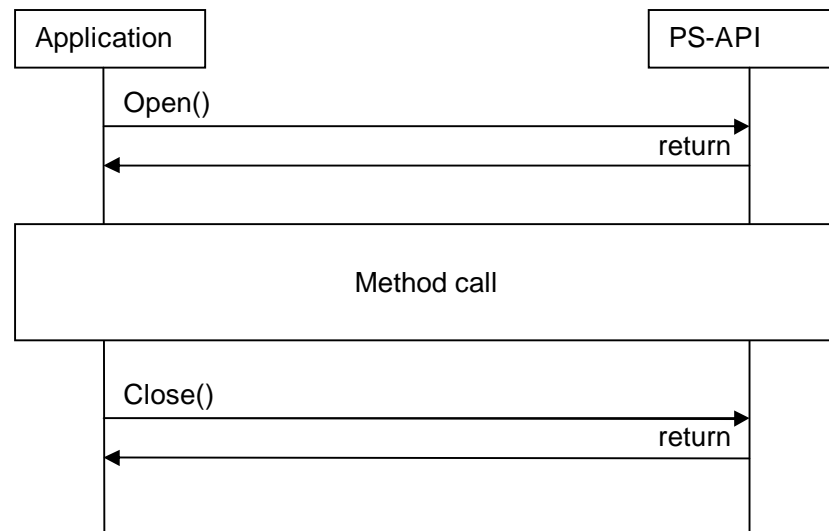 Application
PS-API
Open()
return
Method call
Close()
return